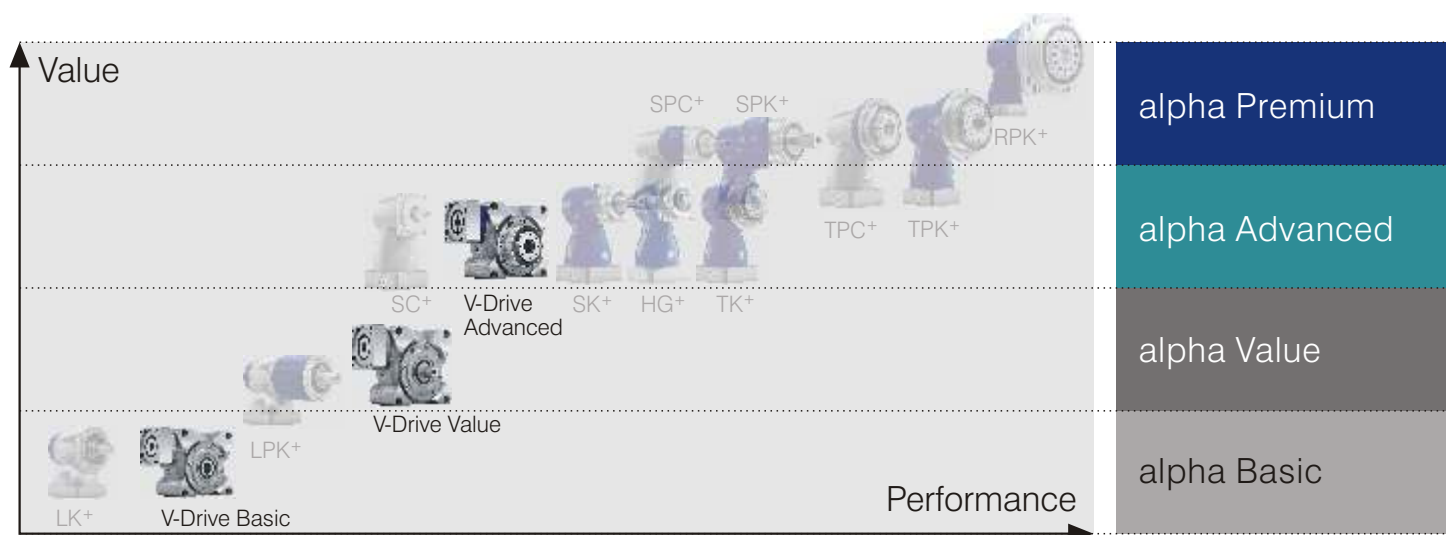 Value
SPC+
SPK+
RPK+
alpha Premium
TPC+
TPK+
alpha Advanced
SC+
V-Drive
Advanced
SK+
HG+
TK+
alpha Value
V-Drive Value
LPK+
alpha Basic
Performance
LK+
V-Drive Basic